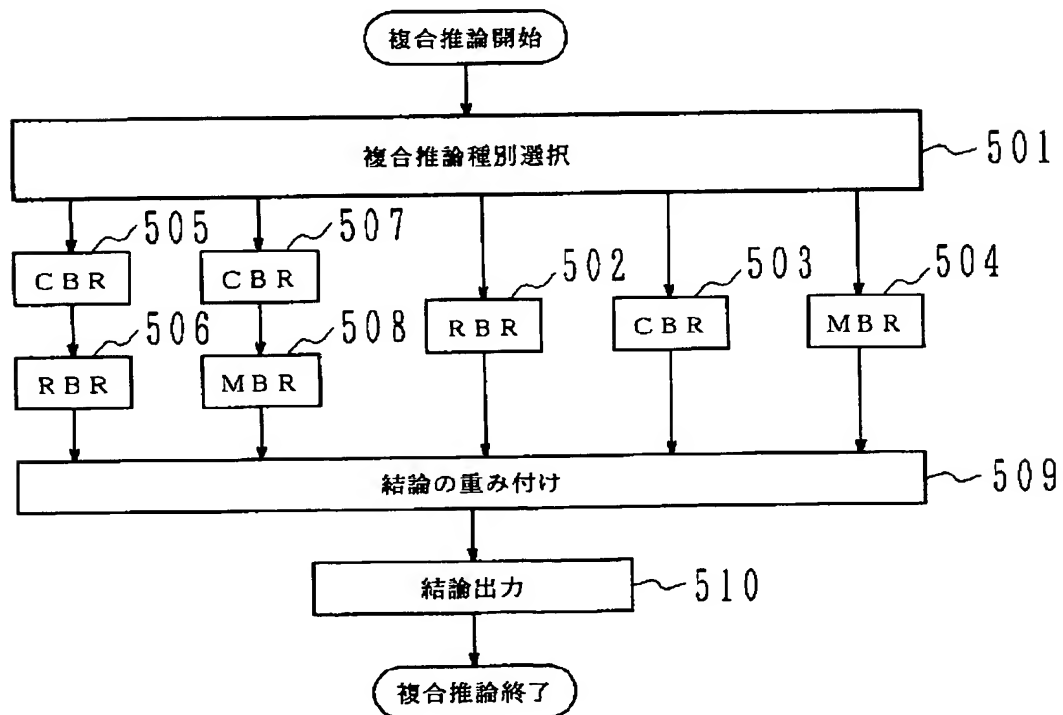 複合推論開始
複合推論種別選択
501
505
507
CBR
CBR
502
503
504
RBR
CBR
MBR
506
508
RBR
MBR
結論の重み付け
509
結論出力
510
複合推論終了